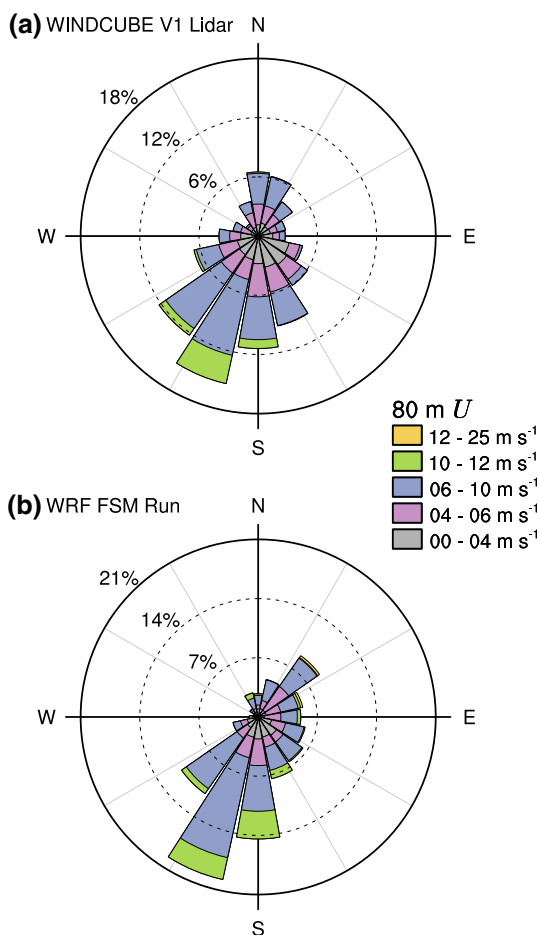 (a) WINDCUBE V1 Lidar N
18%
12%
6%
W E
S
80 m U
12 - 25 m s⁻¹
10 - 12 m s⁻¹
06 - 10 m s⁻¹
04 - 06 m s⁻¹
00 - 04 m s⁻¹
(b) WRF FSM Run N
21%
14%
7%
W E
S